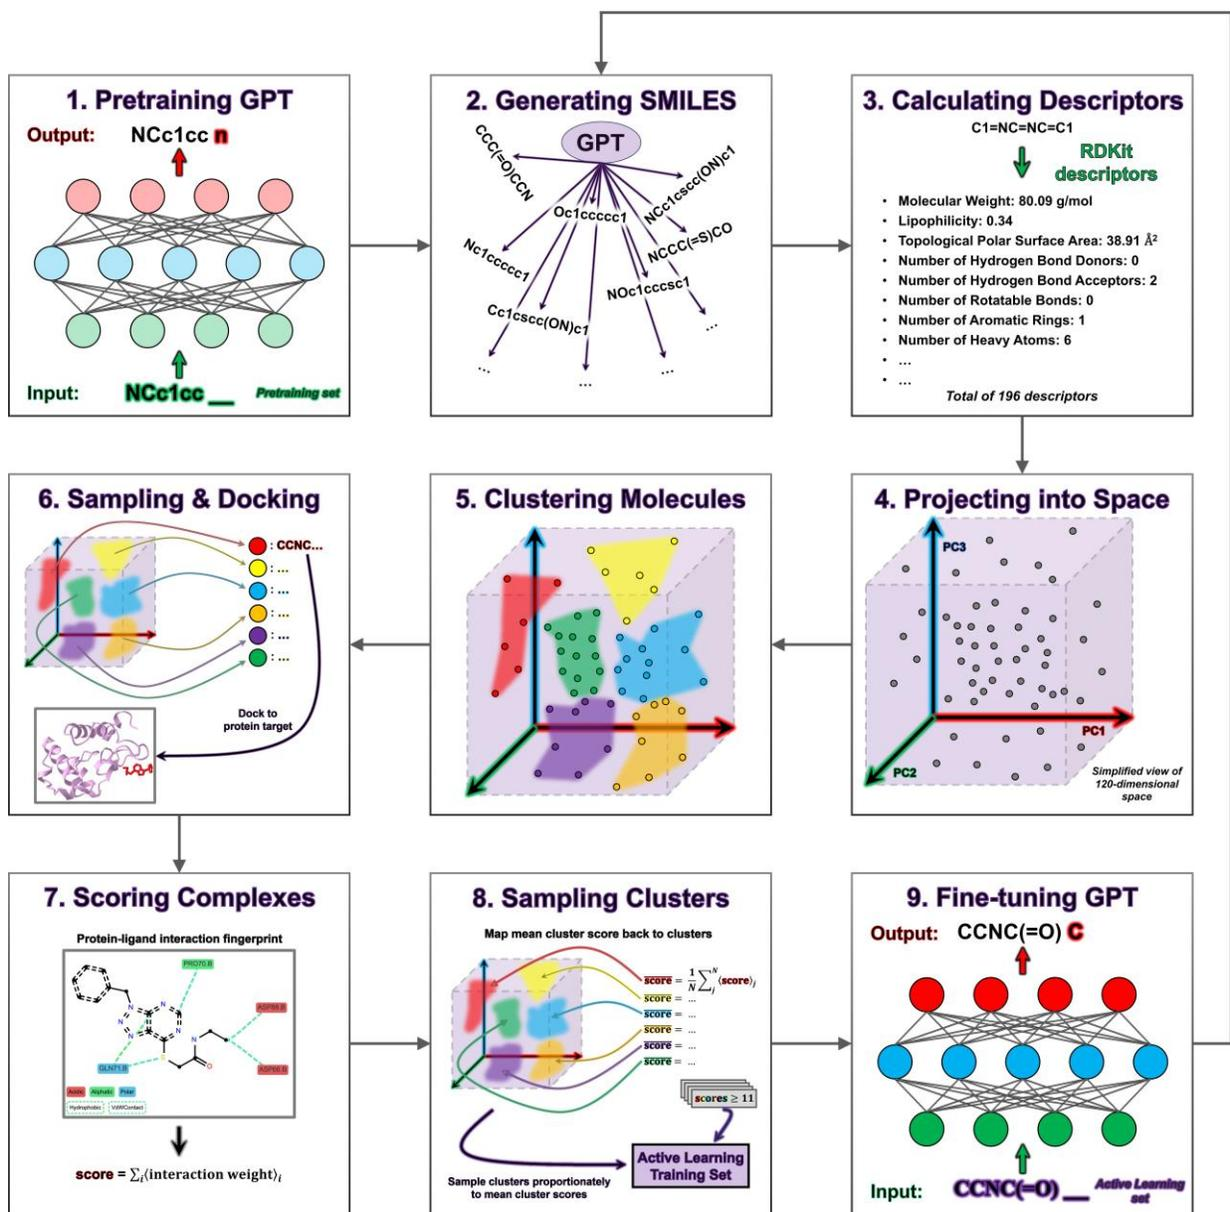 1. Pretraining GPT
Output: NCc1cc n
Input: NCc1cc __ Pretraining set
2. Generating SMILES
GPT
CCC(=O)CCN
Oc1ccccc1
NCc1cscc(ON)c1
Nc1ccccc1
NCCC(=S)CO
NOc1cccsc1
Cc1cscc(ON)c1
...
...
...
...
3. Calculating Descriptors
C1=NC=NC=C1
RDKit
descriptors
• Molecular Weight: 80.09 g/mol
• Lipophilicity: 0.34
• Topological Polar Surface Area: 38.91 Å²
• Number of Hydrogen Bond Donors: 0
• Number of Hydrogen Bond Acceptors: 2
• Number of Rotatable Bonds: 0
• Number of Aromatic Rings: 1
• Number of Heavy Atoms: 6
• ...
• ...
Total of 196 descriptors
6. Sampling & Docking
: CCNC...
: ...
: ...
: ...
: ...
: ...
Dock to
protein target
5. Clustering Molecules
4. Projecting into Space
PC3
PC1
PC2
Simplified view of
120-dimensional
space
7. Scoring Complexes
Protein-ligand interaction fingerprint
PRO70.B
N
N
N
N
N
N
S
O
GLN71.B
Acidic Aliphatic Polar
Hydrophobic VdWContact
score = ∑ᵢ⟨interaction weight⟩ᵢ
8. Sampling Clusters
Map mean cluster score back to clusters
score = 1/N ∑ⱼᴺ⟨score⟩ⱼ
score = ...
score = ...
score = ...
score = ...
score = ...
scores ≥ 11
Active Learning
Training Set
Sample clusters proportionately
to mean cluster scores
9. Fine-tuning GPT
Output: CCNC(=O) C
Input: CCNC(=O) __ Active Learning
set